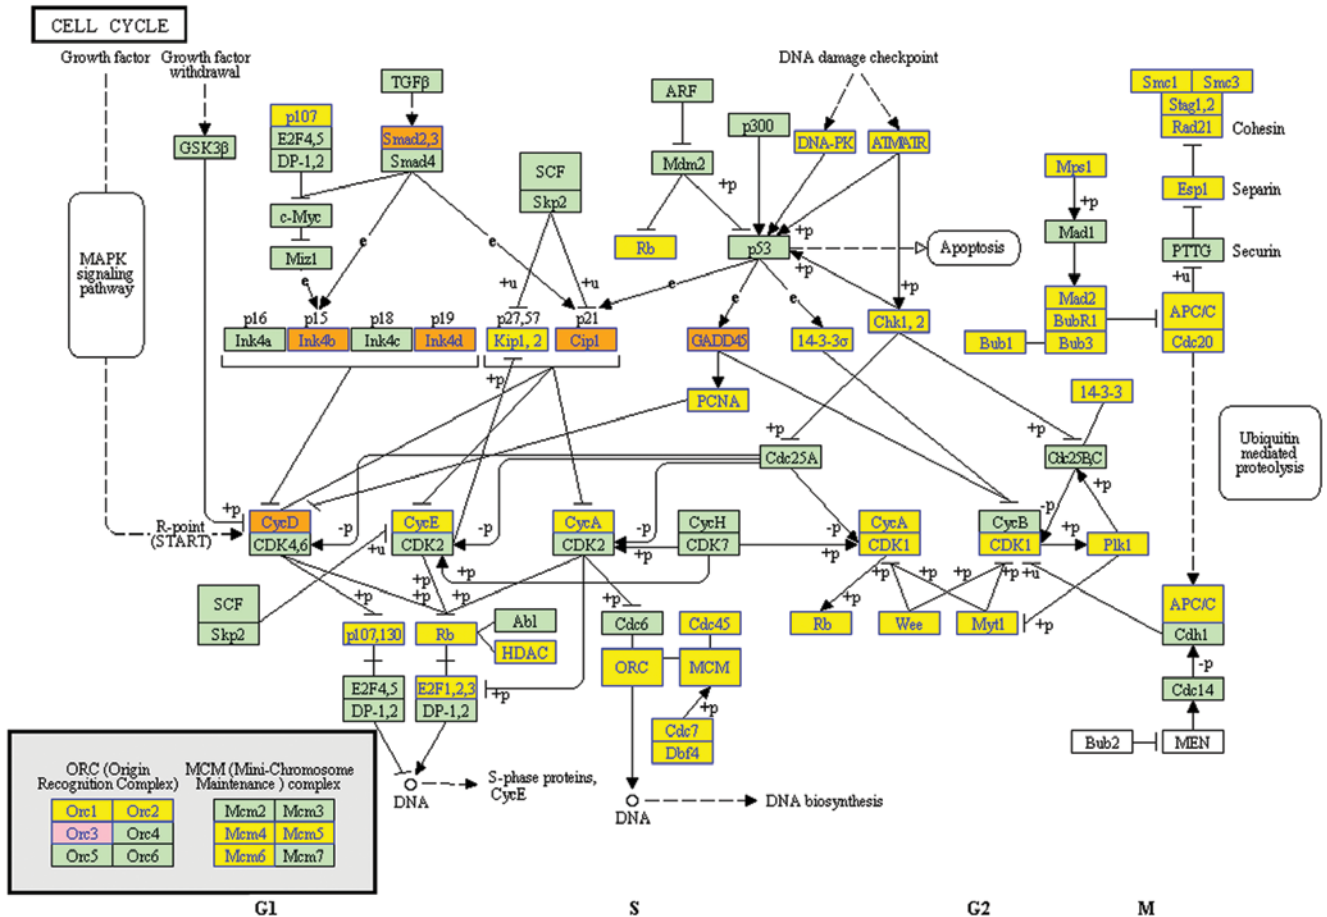 CELL CYCLE
Growth factor
Growth factor
withdrawal
TGFβ
ARF
DNA damage checkpoint
Smc1
Smc3
Stag1,2
Rad21
Cohesin
p107
E2F4,5
DP-1,2
Smad2,3
Smad4
GSK3β
p300
DNA-PK
ATM/ATR
SCF
Skp2
Mdm2
+p
Mps1
+p
Esp1
Separin
c-Myc
Miz1
e
e
e
Rb
p53
+p
+p
Apoptosis
Mad1
PTTG
Securin
+u
MAPK
signaling
pathway
+u
+u
e
e
+p
Mad2
BubR1
Bub3
Bub1
APC/C
Cdc20
p16
Ink4a
p15
Ink4b
p18
Ink4c
p19
Ink4d
p27,57
Kip1, 2
p21
Cip1
GADD45
14-3-3σ
Chk1, 2
+p
PCNA
14-3-3
Ubiquitin
mediated
proteolysis
+p
Cdc25A
+p
Cdc25B,C
R-point
(START)
+p
CycD
CDK4,6
-p
+u
CycE
CDK2
-p
CycA
CDK2
-p
+p
CycH
CDK7
-p
+p
CycA
CDK1
CycB
CDK1
-p
+p
+p
Plk1
SCF
Skp2
+p
+p
+p
+p
+p
+p
Cdc6
Cdc45
+p
+p
+p
+u
Rb
Wee
Myt1
+p
APC/C
Cdh1
p107,130
Rb
Abl
HDAC
ORC
MCM
-p
E2F4,5
DP-1,2
E2F1,2,3
DP-1,2
+p
+p
Cdc7
Dbf4
Cdc14
Bub2
MEN
DNA
S-phase proteins,
CycE
DNA
DNA biosynthesis
ORC (Origin
Recognition Complex)
MCM (Mini-Chromosome
Maintenance ) complex
Orc1
Orc2
Orc3
Orc4
Orc5
Orc6
Mcm2
Mcm3
Mcm4
Mcm5
Mcm6
Mcm7
G1
S
G2
M